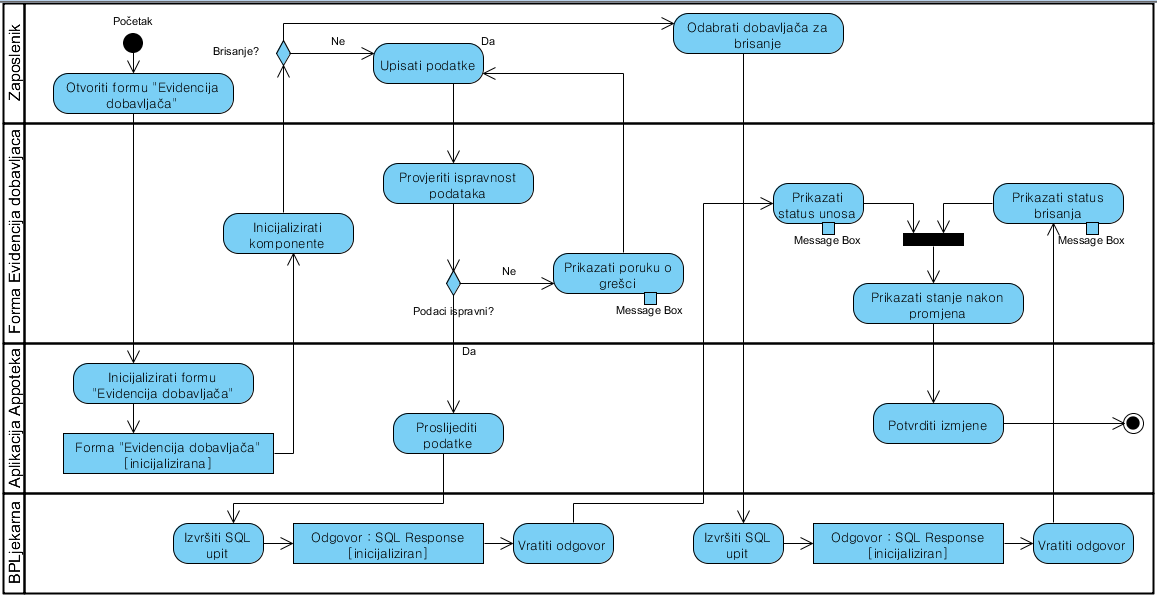 Zaposlenik
Početak
Otvoriti formu "Evidencija
dobavljača"
Brisanje?
Ne
Upisati podatke
Da
Odabrati dobavljača za
brisanje
Forma Evidencija dobavljaca
Inicijalizirati
komponente
Provjeriti ispravnost
podataka
Podaci ispravni?
Ne
Prikazati poruku o
grešci
Message Box
Prikazati
status unosa
Message Box
Prikazati status
brisanja
Message Box
Prikazati stanje nakon
promjena
Aplikacija Appoteka
Inicijalizirati formu
"Evidencija dobavljača"
Forma "Evidencija dobavljača"
[inicijalizirana]
Da
Proslijediti
podatke
Potvrditi izmjene
BPLjekarna
Izvršiti SQL
upit
Odgovor : SQL Response
[inicijaliziran]
Vratiti odgovor
Izvršiti SQL
upit
Odgovor : SQL Response
[inicijaliziran]
Vratiti odgovor